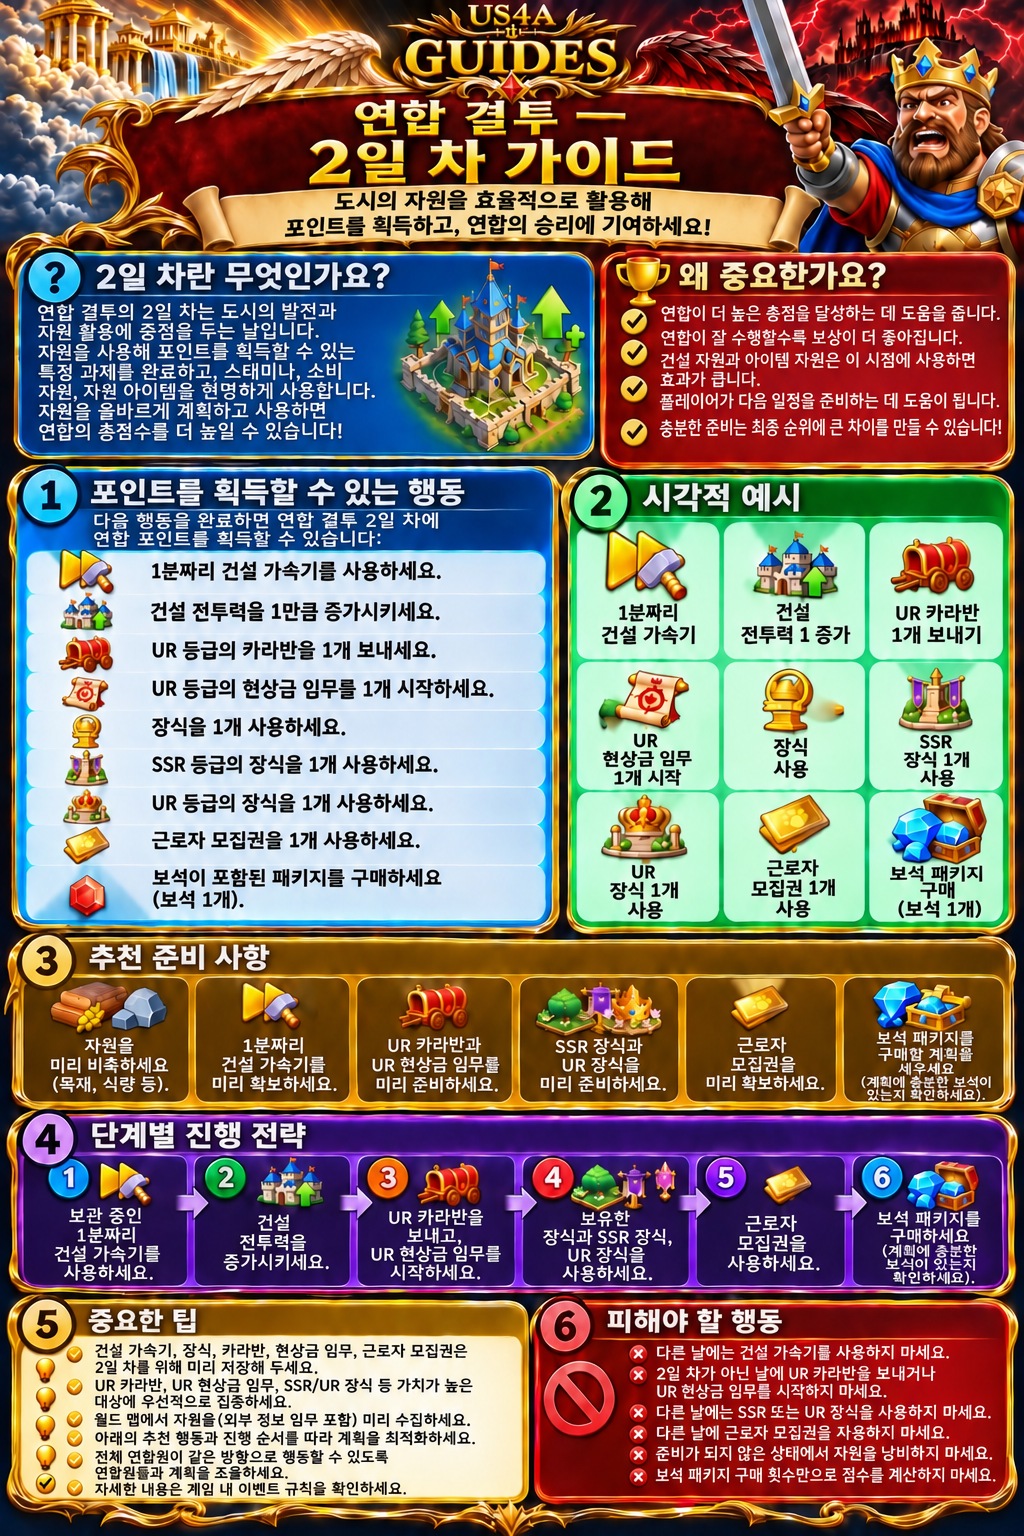 US4A
GUIDES
연합 결투 —
2일 차 가이드
도시의 자원을 효율적으로 활용해
포인트를 획득하고, 연합의 승리에 기여하세요!
?
2일 차란 무엇인가요?
연합 결투의 2일 차는 도시의 발전과
자원 활용에 중점을 두는 날입니다.
자원을 사용해 포인트를 획득할 수 있는
특정 과제를 완료하고, 스태미나, 소비
자원, 자원 아이템을 현명하게 사용합니다.
자원을 올바르게 계획하고 사용하면
연합의 총점수를 더 높일 수 있습니다!
왜 중요한가요?
연합이 더 높은 총점을 달상하는 데 도움을 줍니다.
연합이 잘 수행할수록 보상이 더 좋아집니다.
건설 자원과 아이템 자원은 이 시점에 사용하면
효과가 큽니다.
플레이어가 다음 일정을 준비하는 데 도움이 됩니다.
충분한 준비는 최종 순위에 큰 차이를 만들 수 있습니다!
1
포인트를 획득할 수 있는 행동
다음 행동을 완료하면 연합 결투 2일 차에
연합 포인트를 획득할 수 있습니다:
1분짜리 건설 가속기를 사용하세요.
건설 전투력을 1만큼 증가시키세요.
UR 등급의 카라반을 1개 보내세요.
UR 등급의 현상금 임무를 1개 시작하세요.
장식을 1개 사용하세요.
SSR 등급의 장식을 1개 사용하세요.
UR 등급의 장식을 1개 사용하세요.
근로자 모집권을 1개 사용하세요.
보석이 포함된 패키지를 구매하세요
(보석 1개).
2
시각적 예시
1분짜리
건설 가속기
건설
전투력 1 증가
UR 카라반
1개 보내기
UR
현상금 임무
1개 시작
장식
사용
SSR
장식 1개
사용
UR
장식 1개
사용
근로자
모집권 1개
사용
보석 패키지
구매
(보석 1개)
3
추천 준비 사항
자원을
미리 비축하세요
(목재, 식량 등).
1분짜리
건설 가속기를
미리 확보하세요.
UR 카라반과
UR 현상금 임무를
미리 준비하세요.
SSR 장식과
UR 장식을
미리 준비하세요.
근로자
모집권을
미리 확보하세요.
보석 패키지를
구매할 계획을
세우세요
(계획에 충분한 보석이
있는지 확인하세요).
4
단계별 진행 전략
1
보관 중인
1분짜리
건설 가속기를
사용하세요.
2
건설
전투력을
증가시키세요.
3
UR 카라반을
보내고,
UR 현상금 임무를
시작하세요.
4
보유한
장식과 SSR 장식,
UR 장식을
사용하세요.
5
근로자
모집권을
사용하세요.
6
보석 패키지를
구매하세요
(계획에 충분한
보석이 있는지
확인하세요).
5
중요한 팁
건설 가속기, 장식, 카라반, 현상금 임무, 근로자 모집권은
2일 차를 위해 미리 저장해 두세요.
UR 카라반, UR 현상금 임무, SSR/UR 장식 등 가치가 높은
대상에 우선적으로 집중하세요.
월드 맵에서 자원을(외부 정보 임무 포함) 미리 수집하세요.
아래의 추천 행동과 진행 순서를 따라 계획을 최적화하세요.
전체 연합원이 같은 방향으로 행동할 수 있도록
연합원들과 계획을 조율하세요.
자세한 내용은 게임 내 이벤트 규칙을 확인하세요.
6
피해야 할 행동
다른 날에는 건설 가속기를 사용하지 마세요.
2일 차가 아닌 날에 UR 카라반을 보내거나
UR 현상금 임무를 시작하지 마세요.
다른 날에는 SSR 또는 UR 장식을 사용하지 마세요.
다른 날에 근로자 모집권을 자용하지 마세요.
준비가 되지 않은 상태에서 자원을 낭비하지 마세요.
보석 패키지 구매 횟수만으로 점수를 계산하지 마세요.